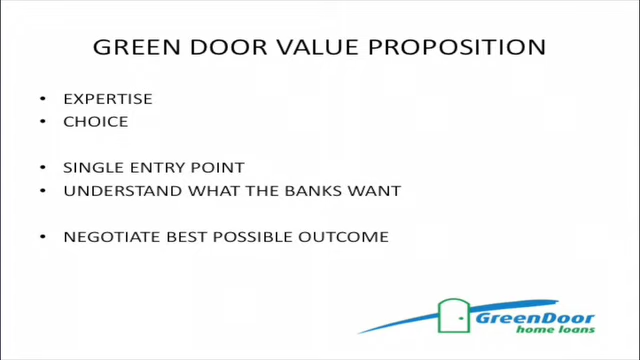 GREEN DOOR VALUE PROPOSITION
• EXPERTISE
• CHOICE
• SINGLE ENTRY POINT
• UNDERSTAND WHAT THE BANKS WANT
• NEGOTIATE BEST POSSIBLE OUTCOME
GreenDoor
home loans